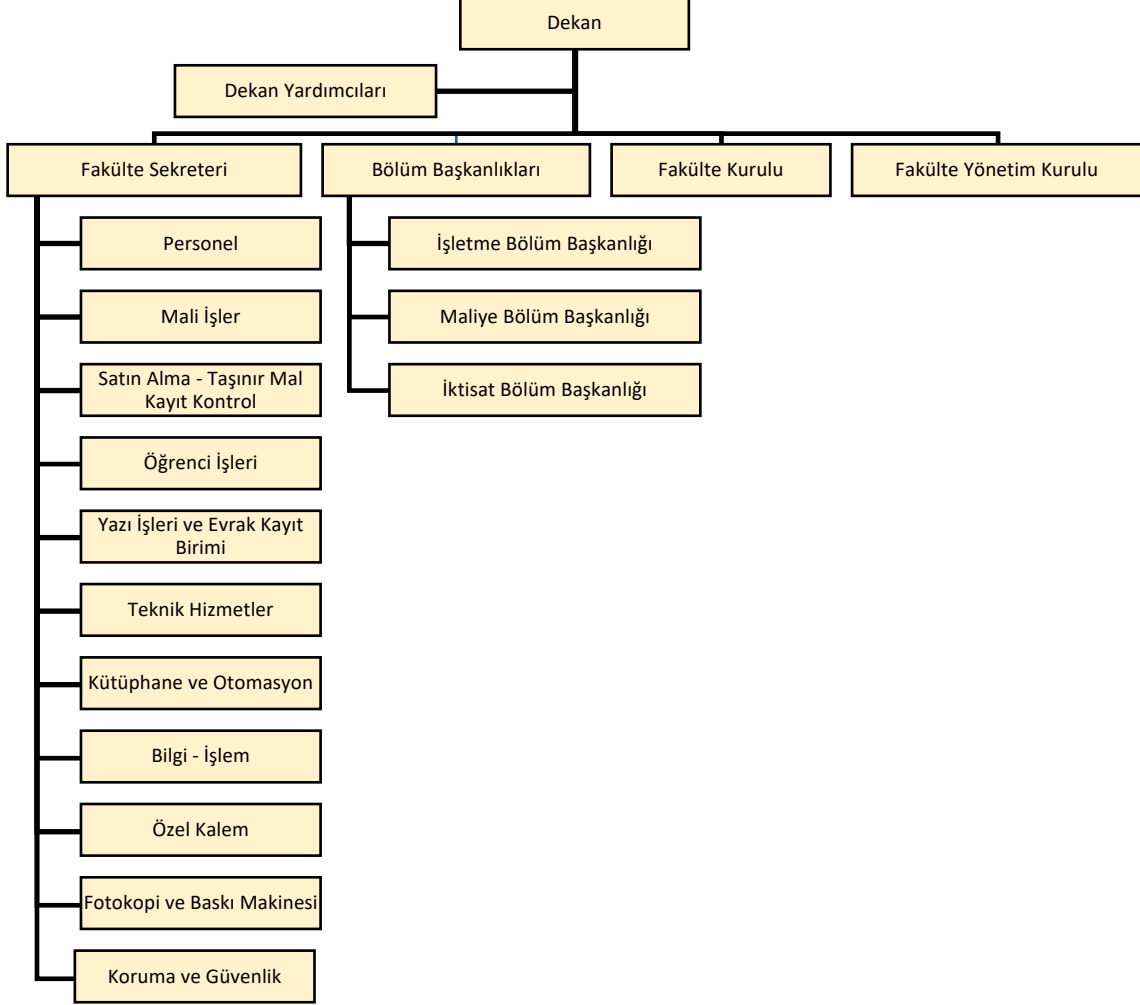 Dekan
Dekan Yardımcıları
Fakülte Sekreteri
Bölüm Başkanlıkları
Fakülte Kurulu
Fakülte Yönetim Kurulu
Personel
Mali İşler
Satın Alma - Taşınır Mal
Kayıt Kontrol
Öğrenci İşleri
Yazı İşleri ve Evrak Kayıt
Birimi
Teknik Hizmetler
Kütüphane ve Otomasyon
Bilgi - İşlem
Özel Kalem
Fotokopi ve Baskı Makinesi
Koruma ve Güvenlik
İşletme Bölüm Başkanlığı
Maliye Bölüm Başkanlığı
İktisat Bölüm Başkanlığı